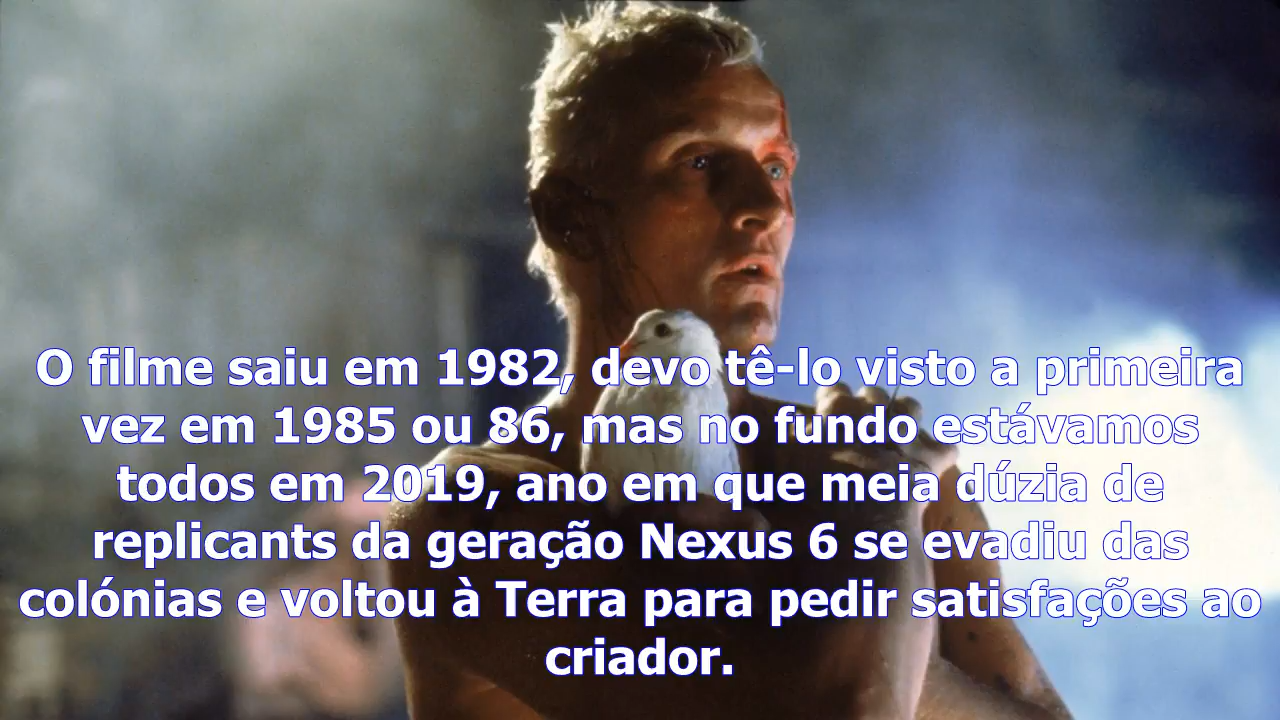 O filme saiu em 1982, devo tê-lo visto a primeira
vez em 1985 ou 86, mas no fundo estávamos
todos em 2019, ano em que meia dúzia de
replicants da geração Nexus 6 se evadiu das
colónias e voltou à Terra para pedir satisfações ao
criador.